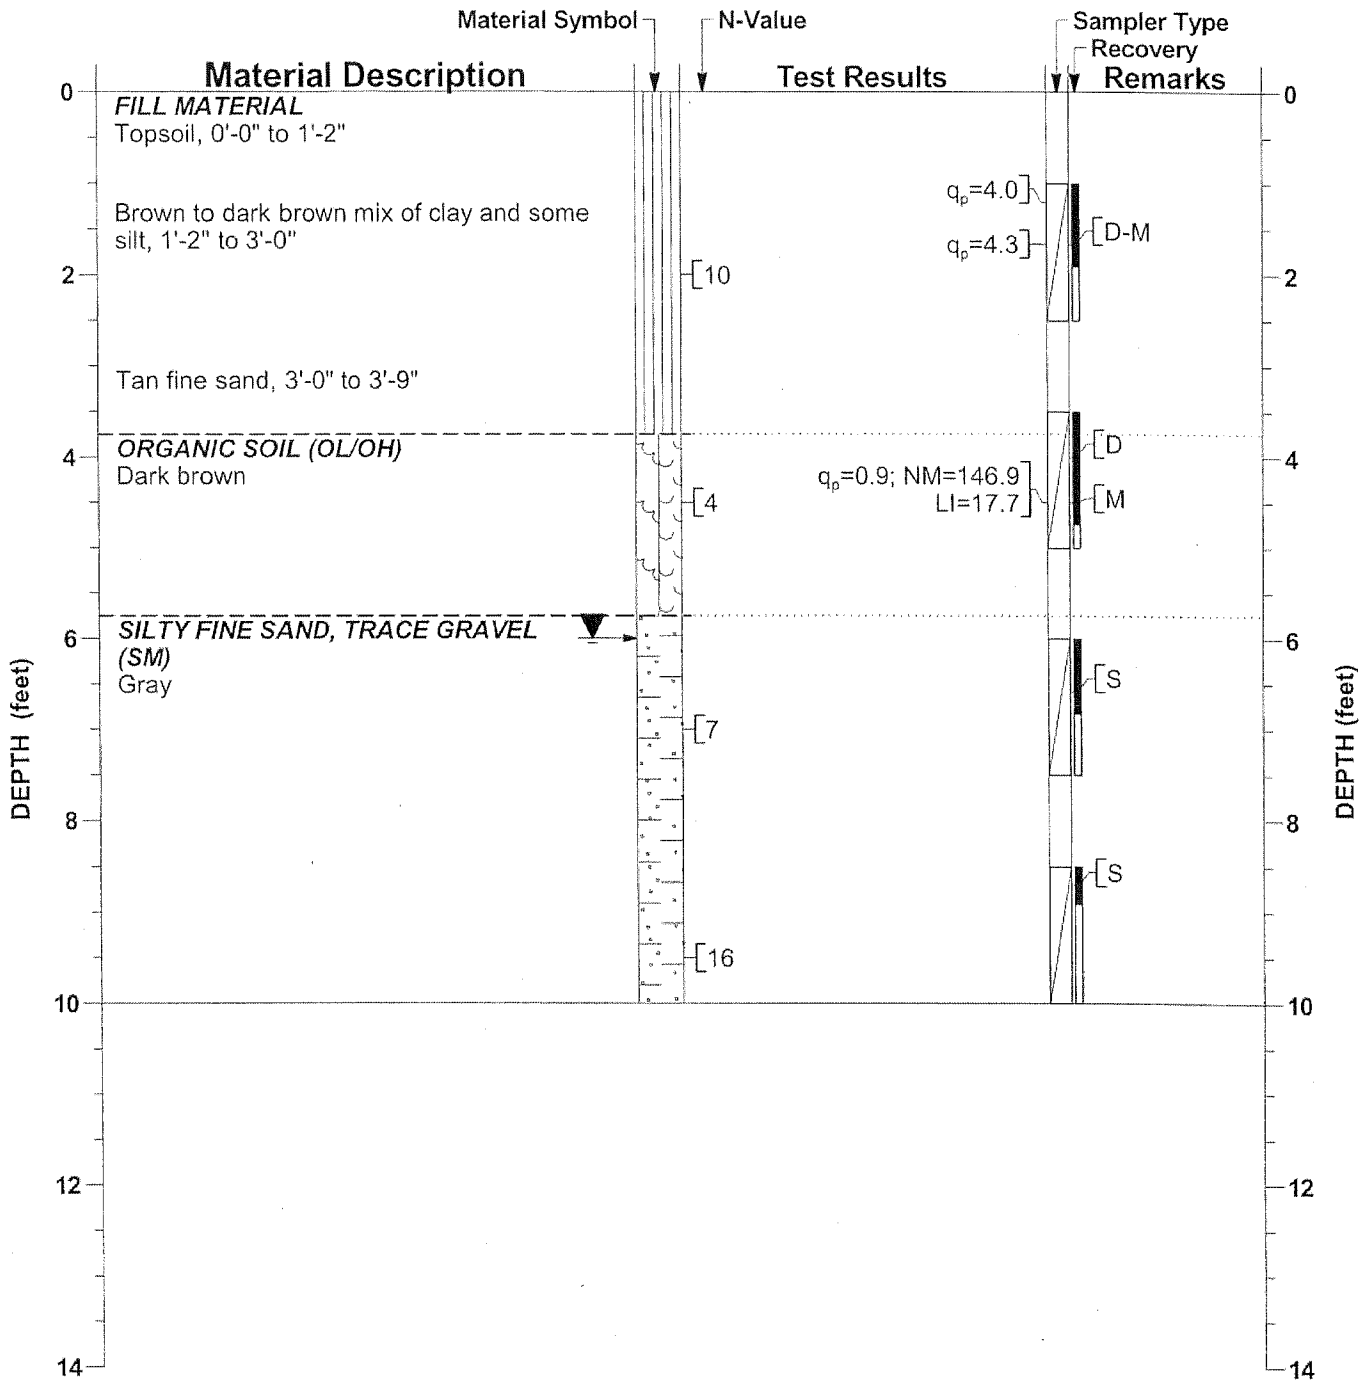 Material Symbol
N-Value
Sampler Type
Recovery
Material Description
Test Results
Remarks
0
0
FILL MATERIAL
Topsoil, 0'-0" to 1'-2"
qp=4.0
Brown to dark brown mix of clay and some
silt, 1'-2" to 3'-0"
qp=4.3
[D-M
2
[10
2
Tan fine sand, 3'-0" to 3'-9"
ORGANIC SOIL (OL/OH)
Dark brown
[D
4
4
qp=0.9; NM=146.9
LI=17.7
[4
[M
SILTY FINE SAND, TRACE GRAVEL
(SM)
Gray
6
6
[S
DEPTH (feet)
DEPTH (feet)
[7
8
8
[S
[16
10
10
12
12
14
14